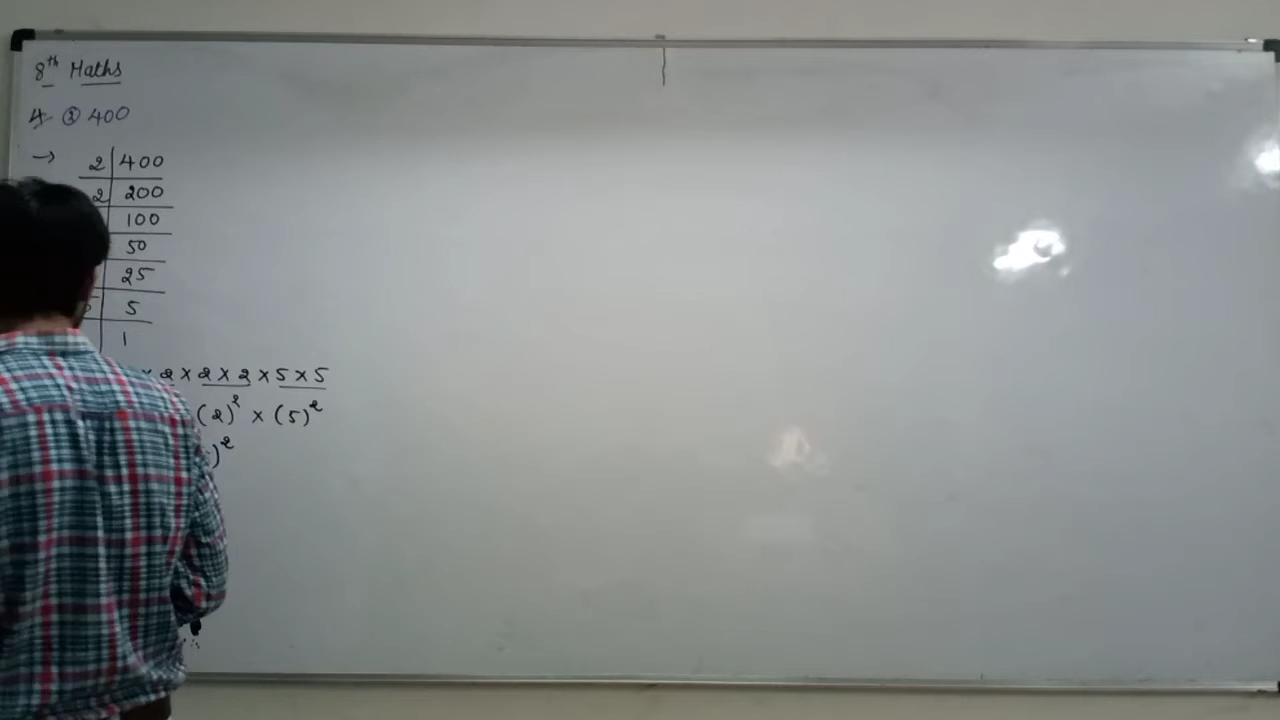 8th Maths
4. ② 400
→ 2 | 400
2 | 200
100
50
25
5
1
× 2 × 2 × 2 × 5 × 5
(2)² × (5)²
)²